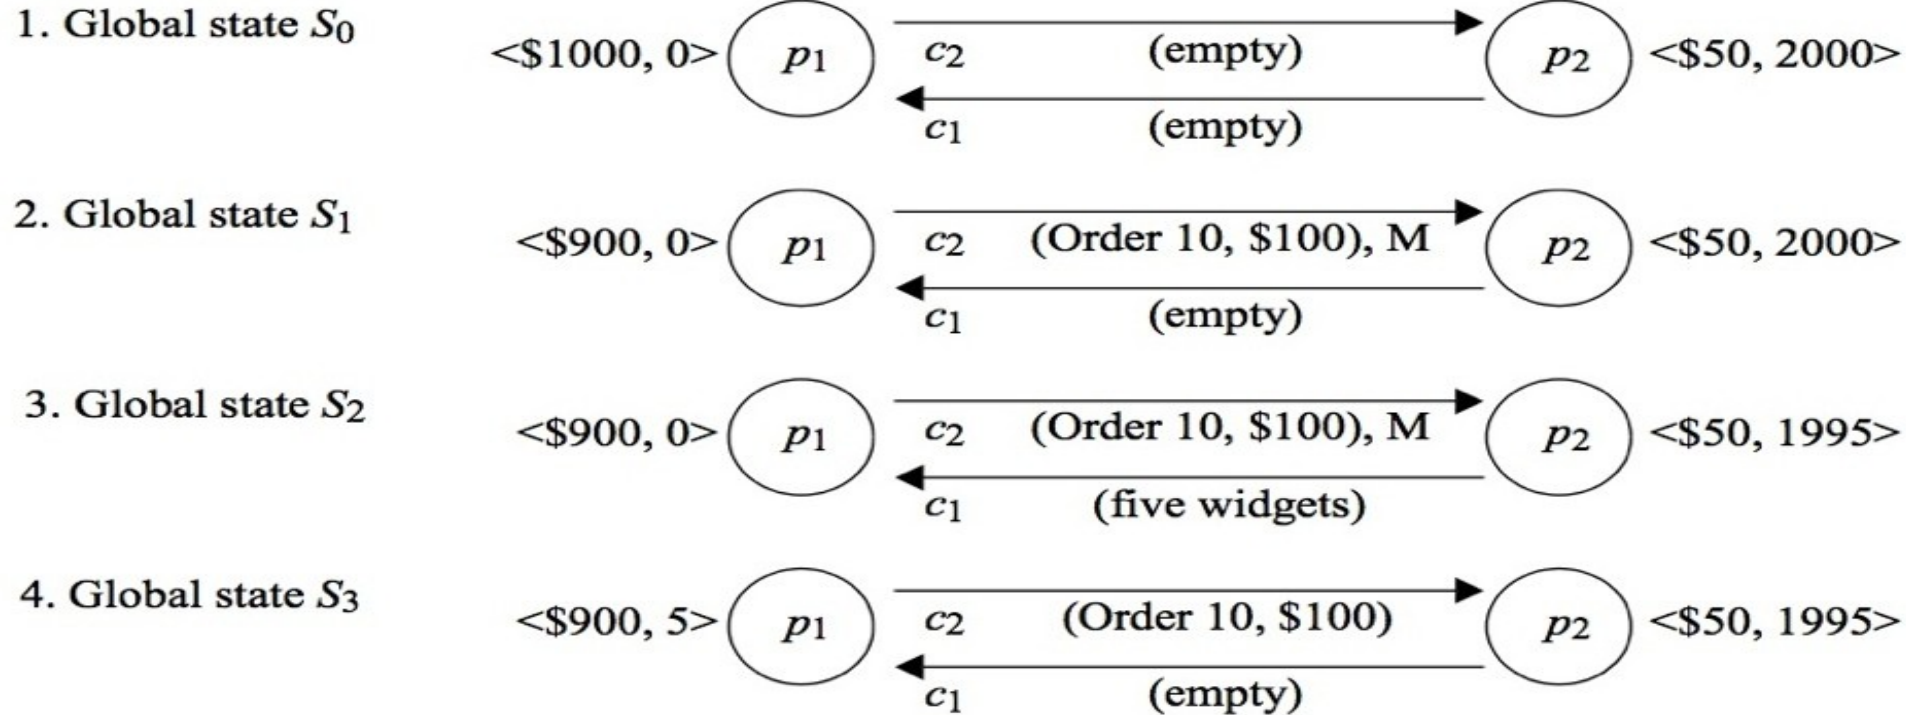 1. Global state S0
<$1000, 0> p1 c2 (empty) p2 <$50, 2000>
c1 (empty)
2. Global state S1
<$900, 0> p1 c2 (Order 10, $100), M p2 <$50, 2000>
c1 (empty)
3. Global state S2
<$900, 0> p1 c2 (Order 10, $100), M p2 <$50, 1995>
c1 (five widgets)
4. Global state S3
<$900, 5> p1 c2 (Order 10, $100) p2 <$50, 1995>
c1 (empty)